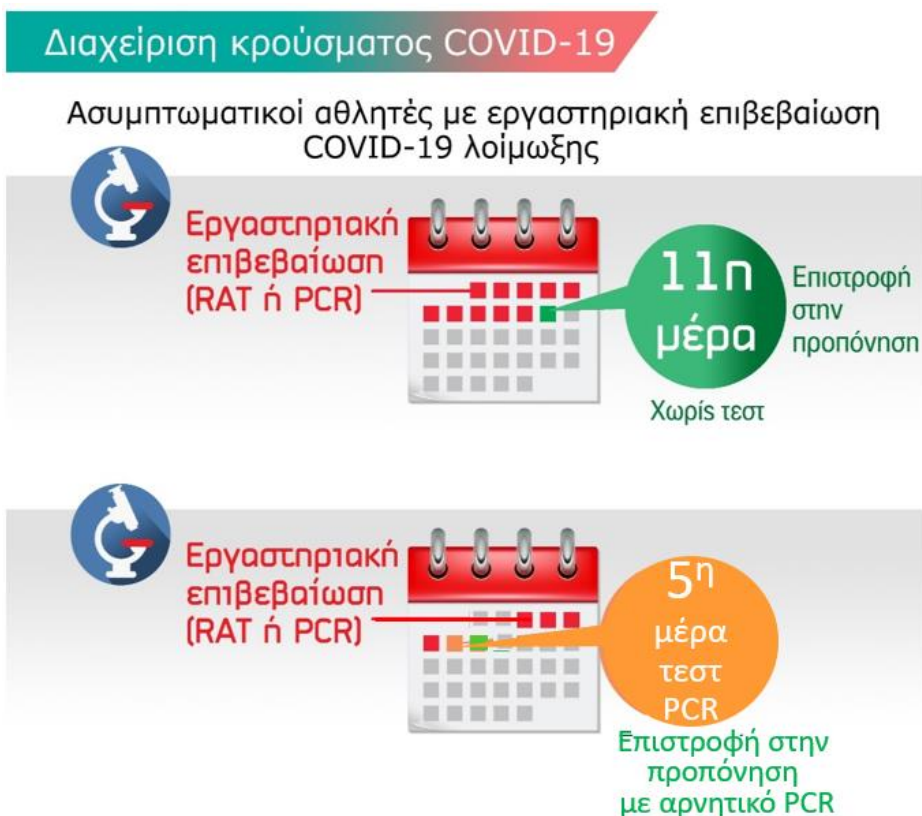 Διαχείριση κρούσματος COVID-19
Ασυμπτωματικοί αθλητές με εργαστηριακή επιβεβαίωση
COVID-19 λοίμωξης
Εργαστηριακή
επιβεβαίωση
(RAT ή PCR)
11η
μέρα
Επιστροφή
στην
προπόνηση
Χωρίς τεστ
Εργαστηριακή
επιβεβαίωση
(RAT ή PCR)
5η
μέρα
τεστ
PCR
Επιστροφή στην
προπόνηση
με αρνητικό PCR